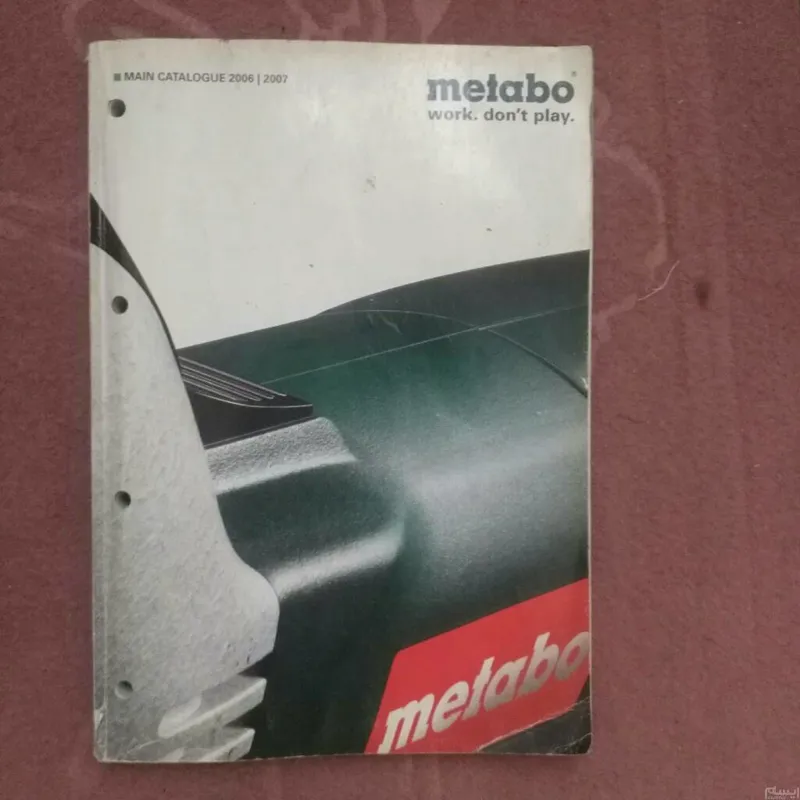 ■ MAIN CATALOGUE 2006 | 2007
metabo®
work. don't play.
metabo